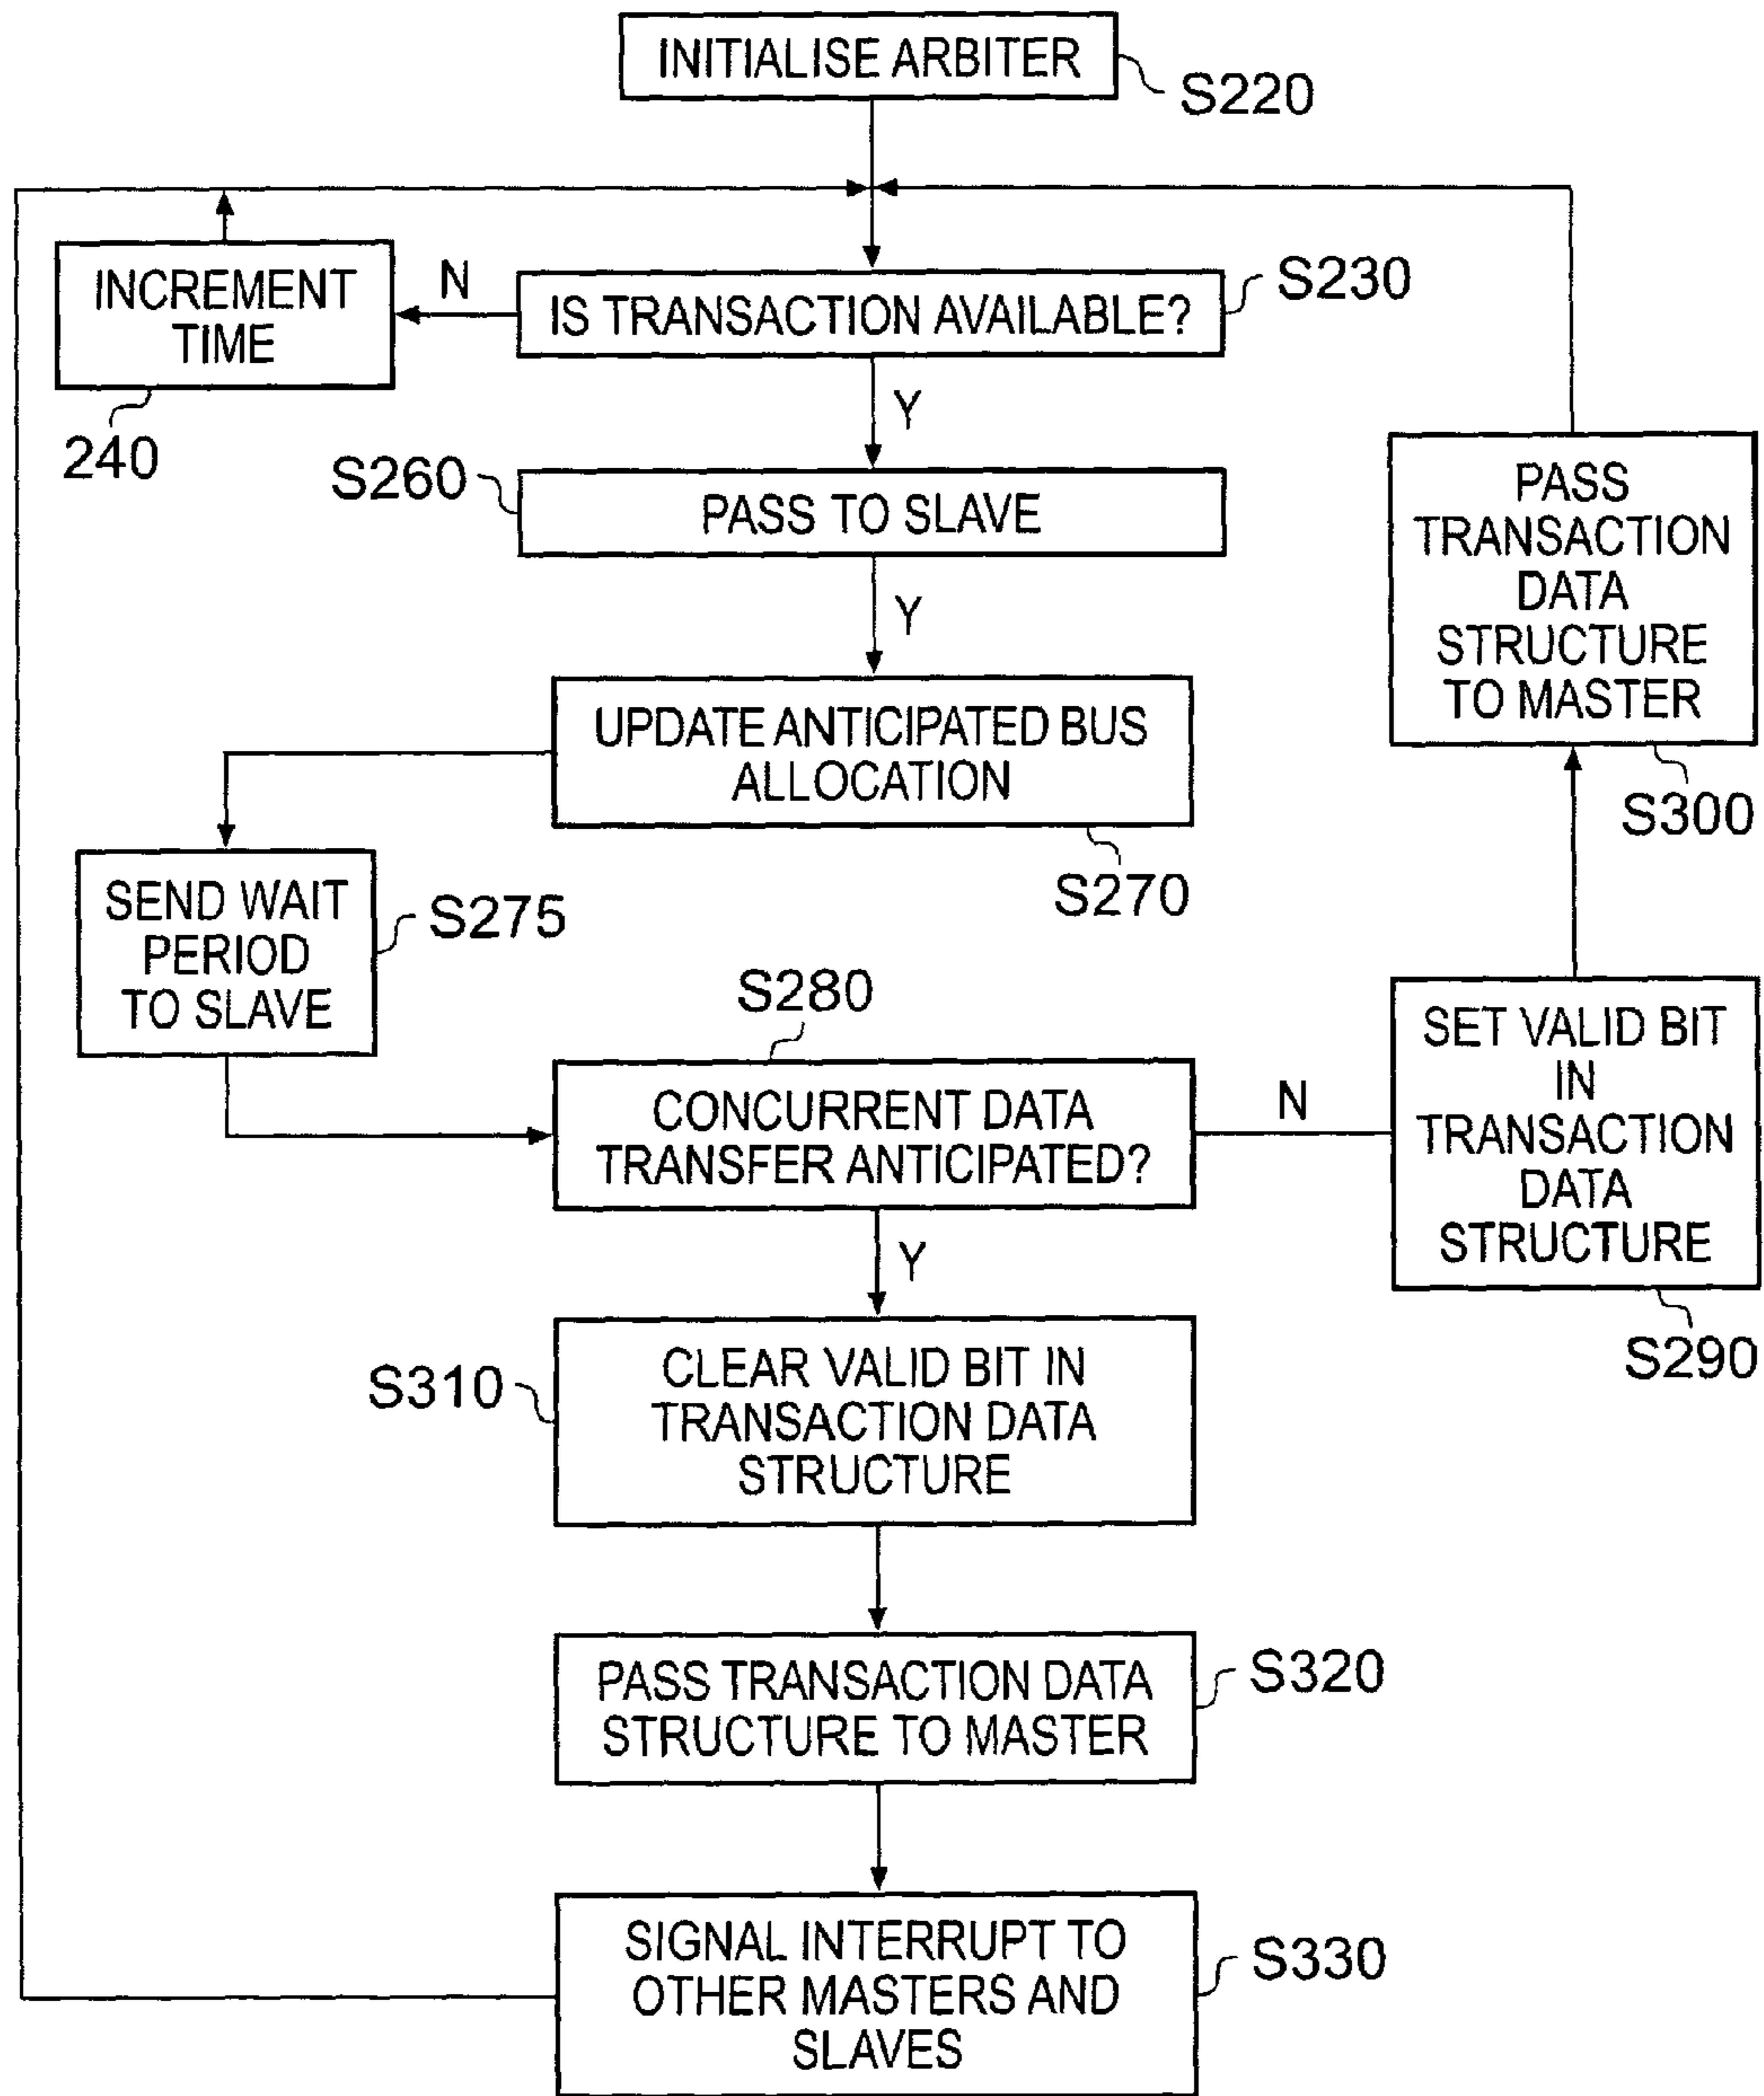 INITIALISE ARBITER
S220
INCREMENT
TIME
240
N
IS TRANSACTION AVAILABLE?
S230
Y
S260
PASS TO SLAVE
Y
UPDATE ANTICIPATED BUS
ALLOCATION
S270
SEND WAIT
PERIOD
TO SLAVE
S275
S280
CONCURRENT DATA
TRANSFER ANTICIPATED?
N
SET VALID BIT
IN
TRANSACTION
DATA
STRUCTURE
S290
PASS
TRANSACTION
DATA
STRUCTURE
TO MASTER
S300
Y
S310
CLEAR VALID BIT IN
TRANSACTION DATA
STRUCTURE
PASS TRANSACTION DATA
STRUCTURE TO MASTER
S320
SIGNAL INTERRUPT TO
OTHER MASTERS AND
SLAVES
S330